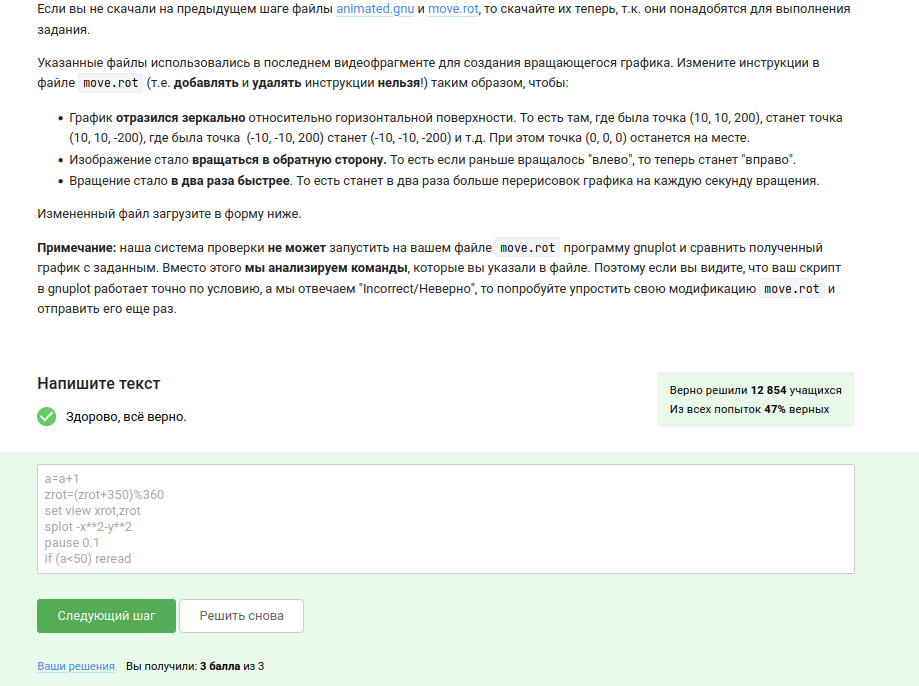 Если вы не скачали на предыдущем шаге файлы animated.gnu и move.rot, то скачайте их теперь, т.к. они понадобятся для выполнения
задания.
Указанные файлы использовались в последнем видеофрагменте для создания вращающегося графика. Измените инструкции в
файле move.rot (т.е. добавлять и удалять инструкции нельзя!) таким образом, чтобы:
• График отразился зеркально относительно горизонтальной поверхности. То есть там, где была точка (10, 10, 200), станет точка
(10, 10, -200), где была точка (-10, -10, 200) станет (-10, -10, -200) и т.д. При этом точка (0, 0, 0) останется на месте.
• Изображение стало вращаться в обратную сторону. То есть если раньше вращалось "влево", то теперь станет "вправо".
• Вращение стало в два раза быстрее. То есть станет в два раза больше перерисовок графика на каждую секунду вращения.
Измененный файл загрузите в форму ниже.
Примечание: наша система проверки не может запустить на вашем файле move.rot программу gnuplot и сравнить полученный
график с заданным. Вместо этого мы анализируем команды, которые вы указали в файле. Поэтому если вы видите, что ваш скрипт
в gnuplot работает точно по условию, а мы отвечаем "Incorrect/Неверно", то попробуйте упростить свою модификацию move.rot и
отправить его еще раз.
Напишите текст
Здорово, всё верно.
Верно решили 12 854 учащихся
Из всех попыток 47% верных
a=a+1
zrot=(zrot+350)%360
set view xrot,zrot
splot -x**2-y**2
pause 0.1
if (a<50) reread
Следующий шаг
Решить снова
Ваши решения Вы получили: 3 балла из 3